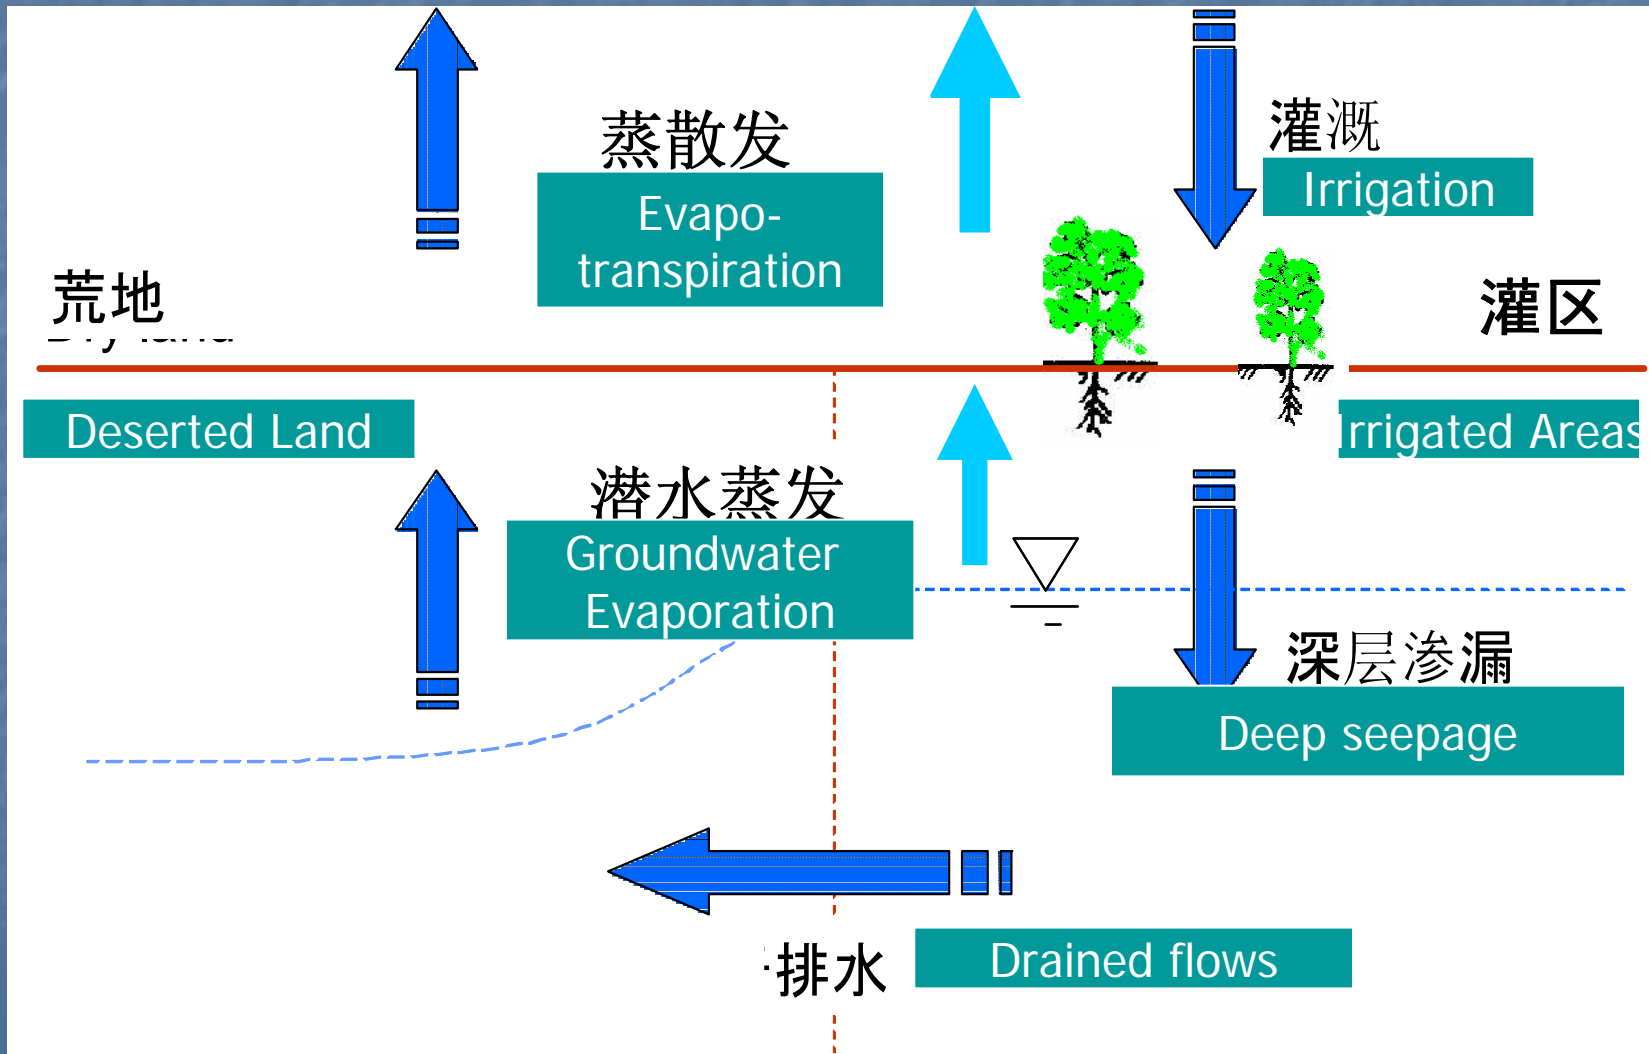 蒸散发
灌溉
Irrigation
Evapo-
transpiration
荒地
灌区
Deserted Land
Irrigated Areas
潜水蒸发
Groundwater
Evaporation
深层渗漏
Deep seepage
排水
Drained flows